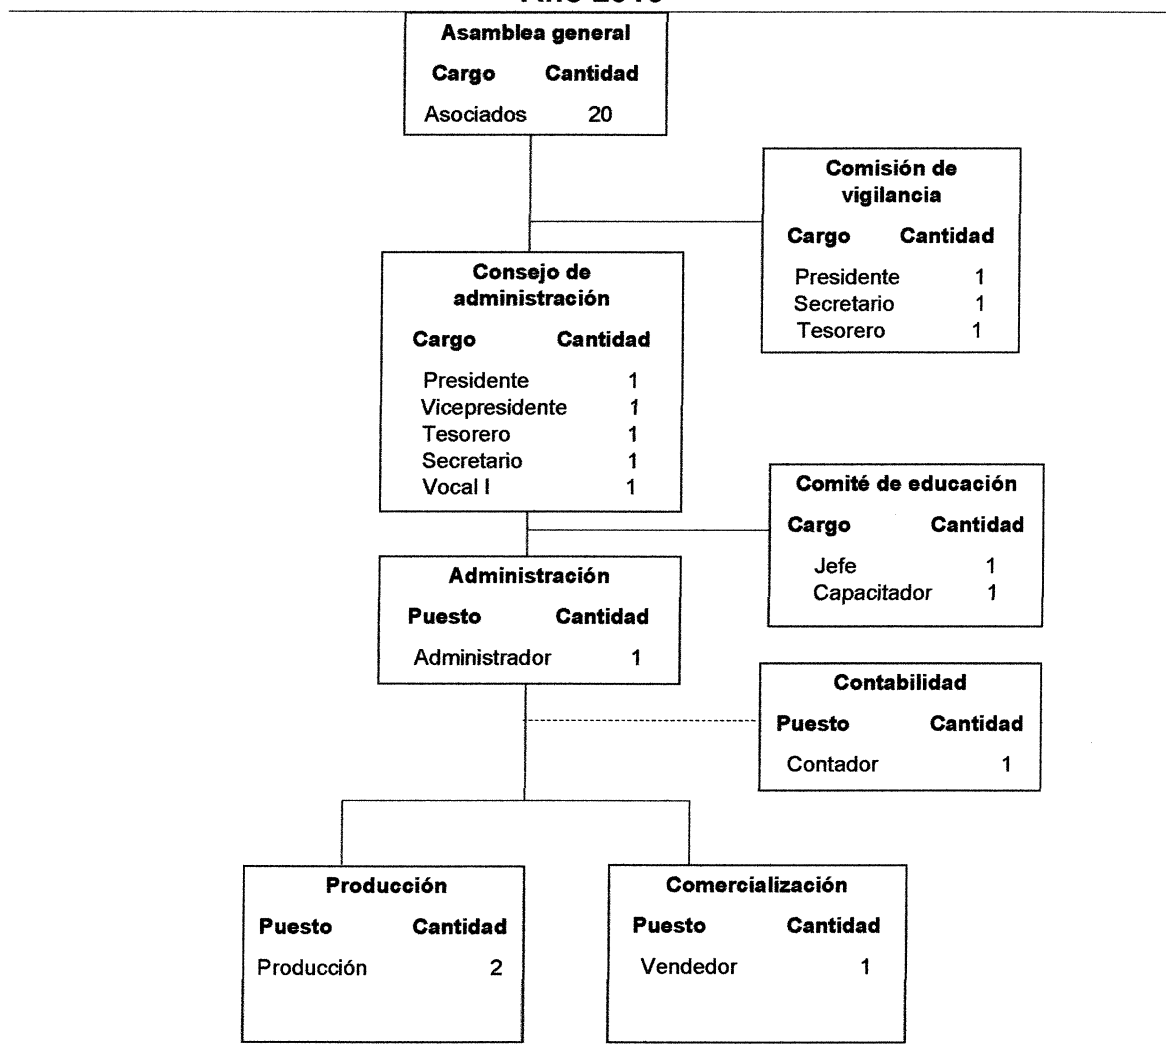 Asamblea general
Cargo Cantidad
Asociados 20
Comisión de
vigilancia
Cargo Cantidad
Presidente 1
Secretario 1
Tesorero 1
Consejo de
administración
Cargo Cantidad
Presidente 1
Vicepresidente 1
Tesorero 1
Secretario 1
Vocal I 1
Comité de educación
Cargo Cantidad
Jefe 1
Capacitador 1
Administración
Puesto Cantidad
Administrador 1
Contabilidad
Puesto Cantidad
Contador 1
Producción
Puesto Cantidad
Producción 2
Comercialización
Puesto Cantidad
Vendedor 1